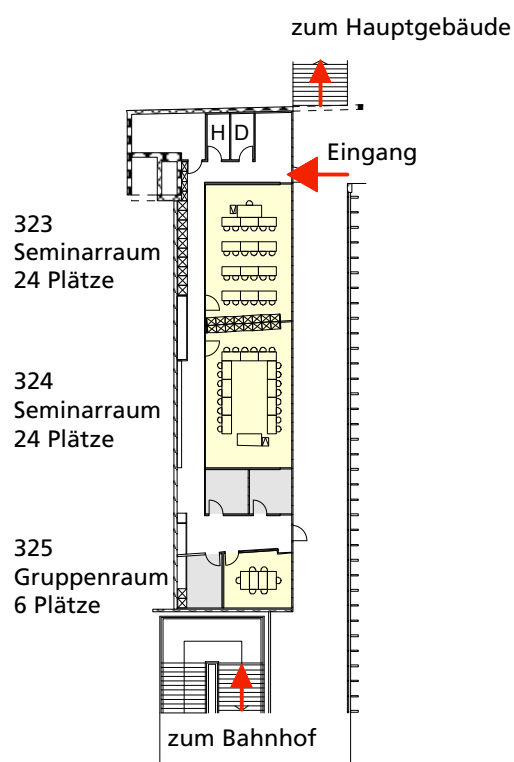 zum Hauptgebäude
H D
Eingang
323
Seminarraum
24 Plätze
324
Seminarraum
24 Plätze
325
Gruppenraum
6 Plätze
zum Bahnhof